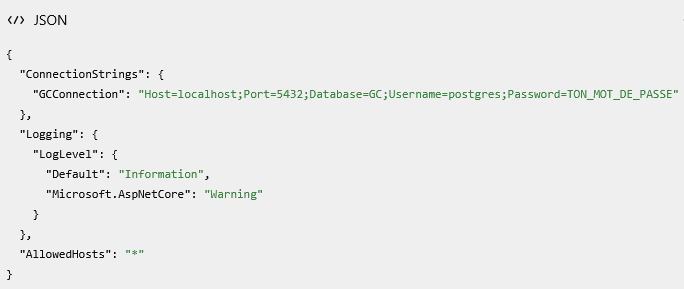 </> JSON
{
  "ConnectionStrings": {
    "GCConnection": "Host=localhost;Port=5432;Database=GC;Username=postgres;Password=TON_MOT_DE_PASSE"
  },
  "Logging": {
    "LogLevel": {
      "Default": "Information",
      "Microsoft.AspNetCore": "Warning"
    }
  },
  "AllowedHosts": "*"
}